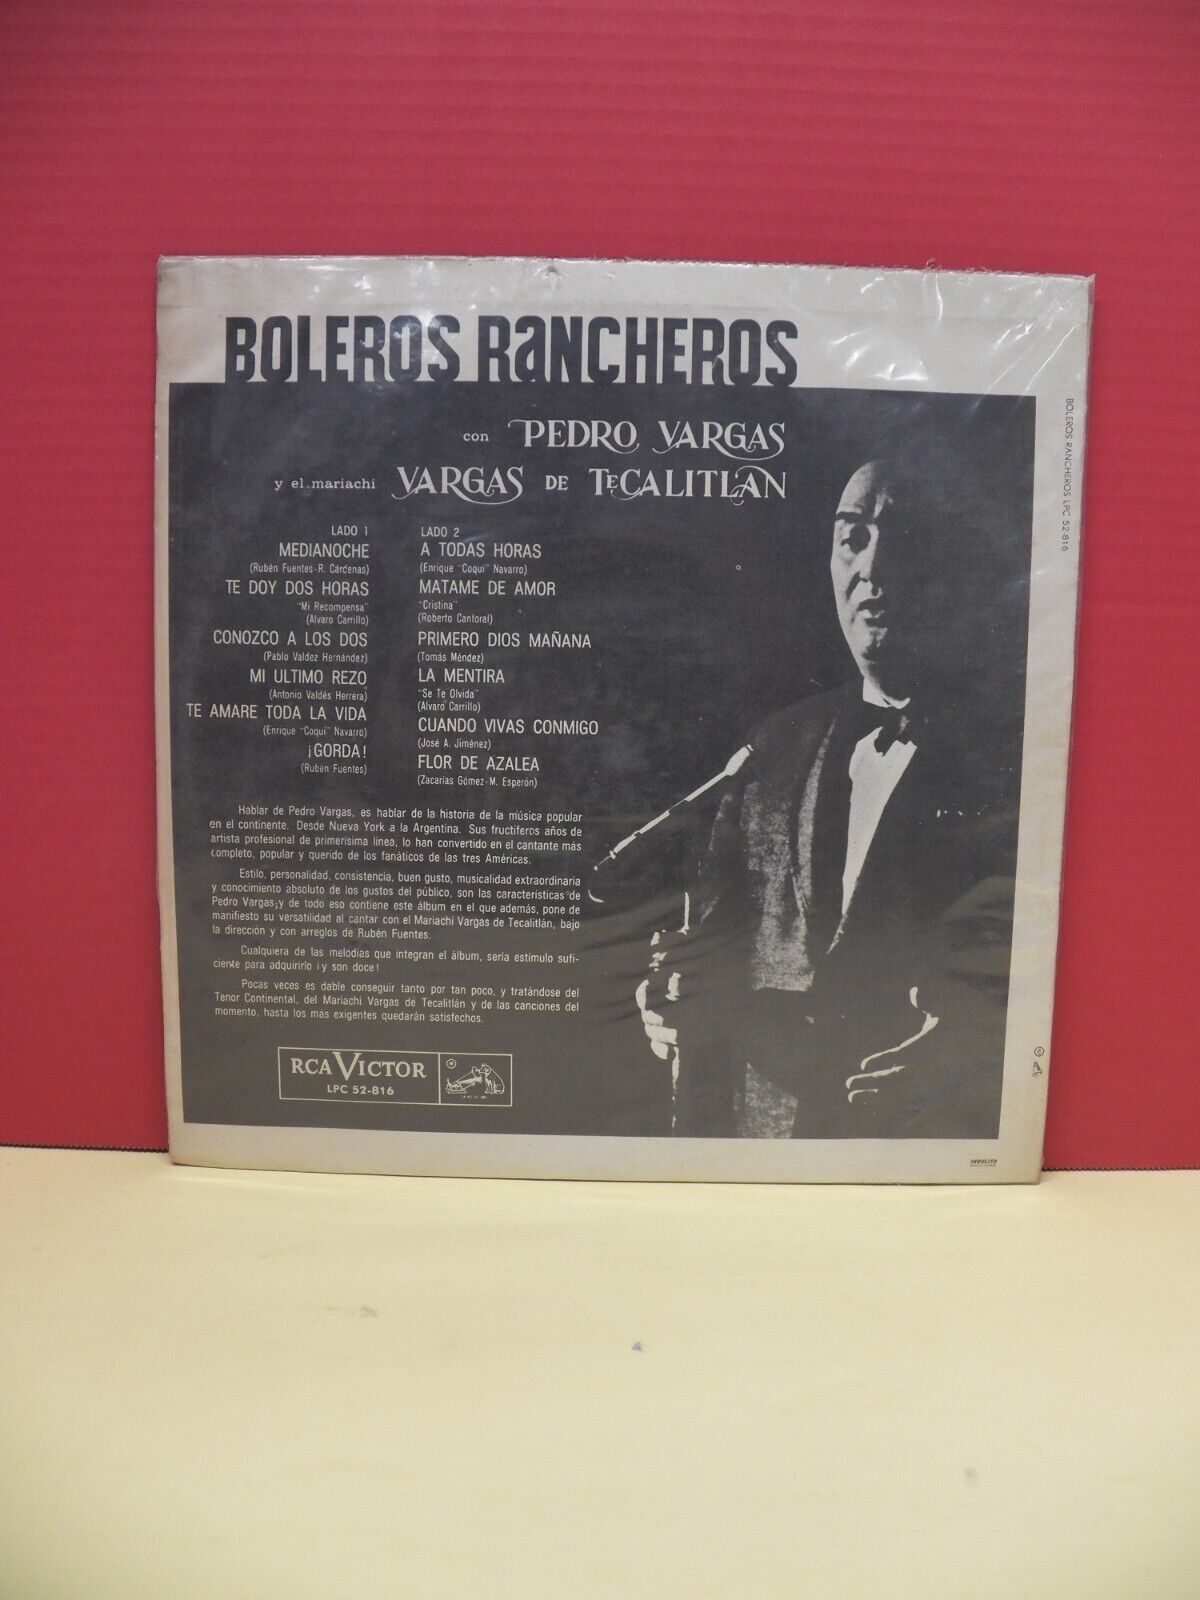 BOLEROS RANCHEROS
con PEDRO VARGAS
y el mariachi VARGAS DE TECALITLAN
LADO 1
MEDIANOCHE
(Rubén Fuentes-R. Cárdenas)
TE DOY DOS HORAS
"Mi Recompensa"
(Alvaro Carrillo)
CONOZCO A LOS DOS
(Pablo Valdez Hernández)
MI ULTIMO REZO
(Antonio Valdés Herrera)
TE AMARE TODA LA VIDA
(Enrique "Coqui" Navarro)
¡GORDA!
(Rubén Fuentes)
LADO 2
A TODAS HORAS
(Enrique "Coqui" Navarro)
MATAME DE AMOR
"Cristina"
(Roberto Cantoral)
PRIMERO DIOS MAÑANA
(Tomás Méndez)
LA MENTIRA
"Se Te Olvida"
(Alvaro Carrillo)
CUANDO VIVAS CONMIGO
(José A. Jiménez)
FLOR DE AZALEA
(Zacarías Gómez-M. Esperón)
Hablar de Pedro Vargas, es hablar de la historia de la música popular
en el continente. Desde Nueva York a la Argentina. Sus fructíferos años de
artista profesional de primerísima línea, lo han convertido en el cantante más
completo, popular y querido de los fanáticos de las tres Américas.
Estilo, personalidad, consistencia, buen gusto, musicalidad extraordinaria
y conocimiento absoluto de los gustos del público, son las características de
Pedro Vargas; y de todo eso contiene este álbum en el que además, pone de
manifiesto su versatilidad al cantar con el Mariachi Vargas de Tecalitlán, bajo
la dirección y con arreglos de Rubén Fuentes.
Cualquiera de las melodías que integran el álbum, sería estímulo sufi-
ciente para adquirirlo ¡y son doce!
Pocas veces es dable conseguir tanto por tan poco, y tratándose del
Tenor Continental, del Mariachi Vargas de Tecalitlán y de las canciones del
momento, hasta los más exigentes quedarán satisfechos.
RCA VICTOR
LPC 52-816
BOLEROS RANCHEROS LPC 52-816
INDULITO